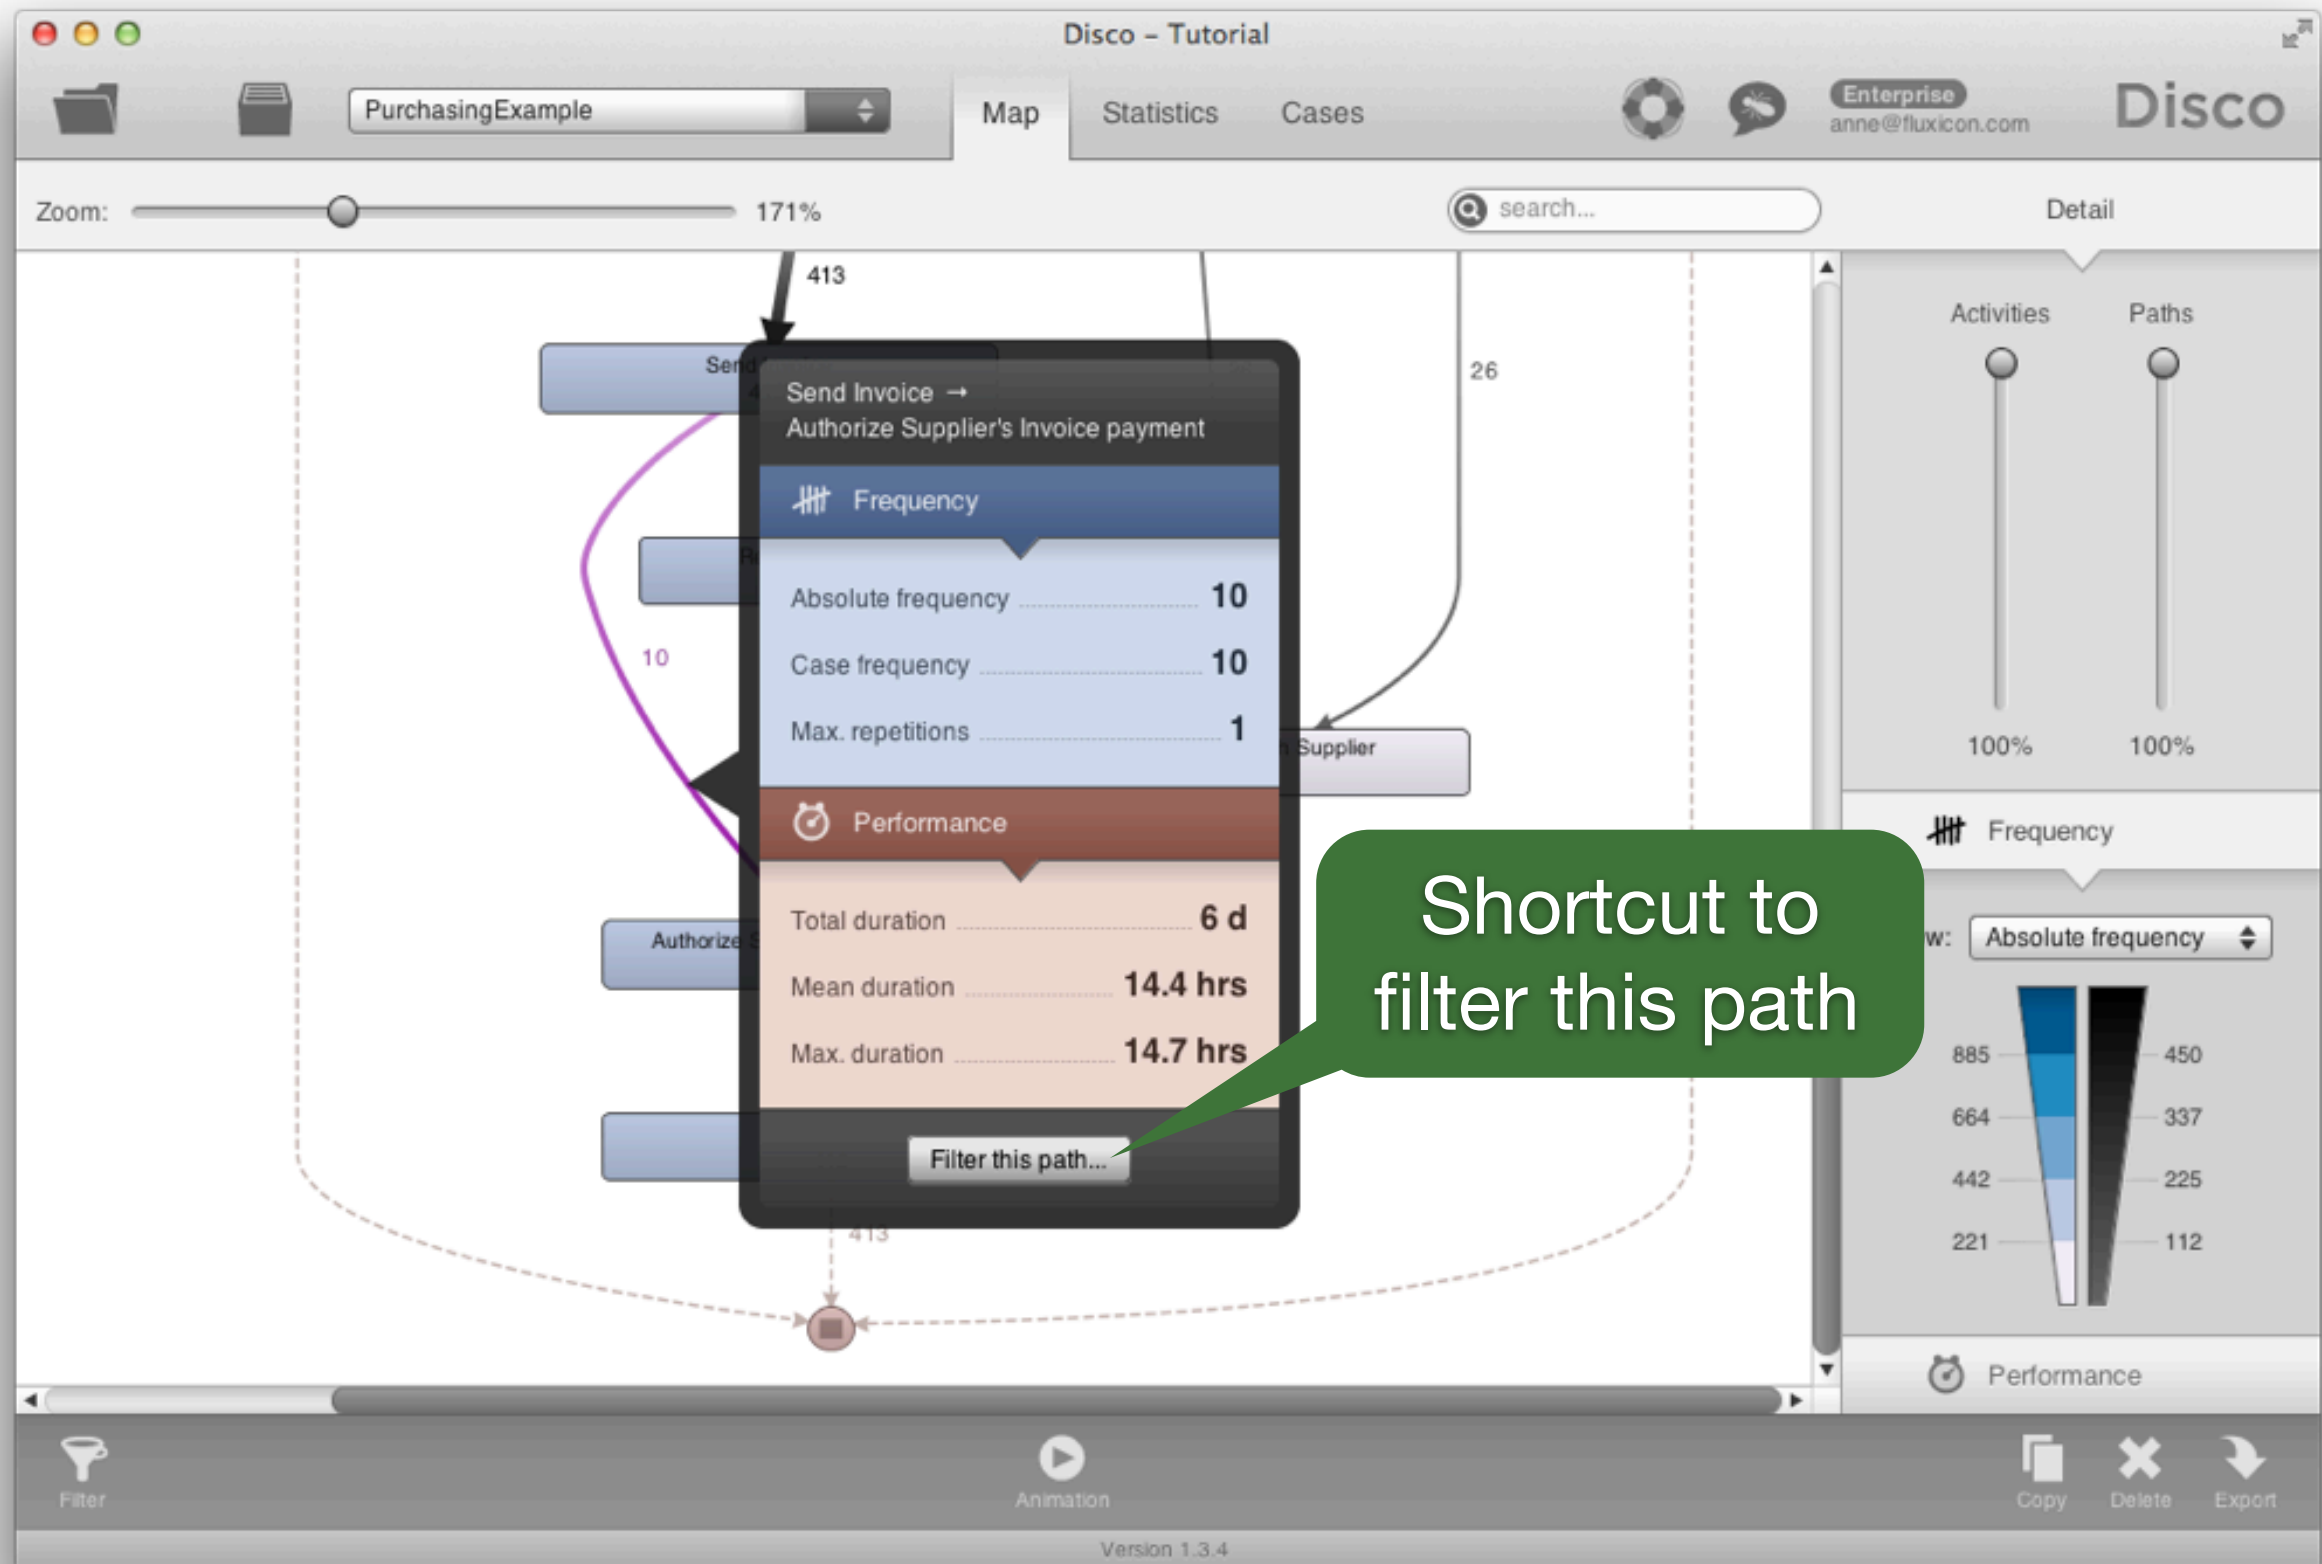 Disco – Tutorial
PurchasingExample
Map
Statistics
Cases
Enterprise
anne@fluxicon.com
Disco
Zoom:
171%
search...
Detail
413
Send
26
Send Invoice →
Authorize Supplier's Invoice payment
Frequency
Absolute frequency 10
Case frequency 10
Max. repetitions 1
10
Supplier
Performance
Total duration 6 d
Mean duration 14.4 hrs
Max. duration 14.7 hrs
Authorize
Filter this path...
413
Shortcut to
filter this path
Activities
Paths
100%
100%
Frequency
w:
Absolute frequency
885
450
664
337
442
225
221
112
Performance
Filter
Animation
Copy
Delete
Export
Version 1.3.4